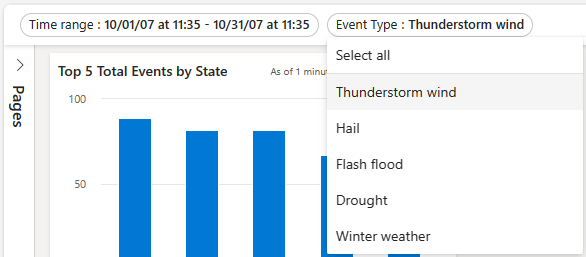 Time range : 10/01/07 at 11:35 - 10/31/07 at 11:35
Event Type : Thunderstorm wind
Select all
Thunderstorm wind
Hail
Flash flood
Drought
Winter weather
Pages
Top 5 Total Events by State
As of 1 minut
100
50